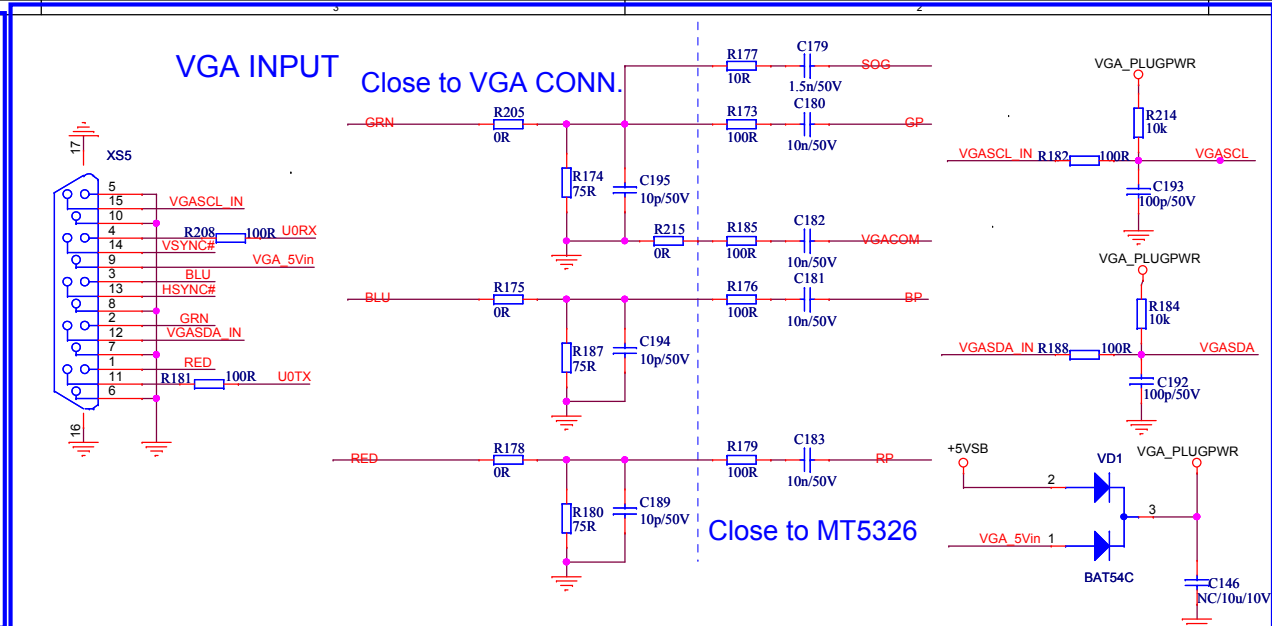 3
2
VGA INPUT
Close to VGA CONN.
17
XS5
5
15
VGASCL_IN
10
4
R208
100R
U0RX
14
VSYNC#
9
VGA_5Vin
3
BLU
13
HSYNC#
8
2
GRN
12
VGASDA_IN
7
1
RED
11
R181
100R
U0TX
6
16
R177
10R
C179
1.5n/50V
SOG
GRN
R205
0R
R173
100R
C180
10n/50V
GP
R174
75R
C195
10p/50V
R215
0R
R185
100R
C182
10n/50V
VGACOM
BLU
R175
0R
R176
100R
C181
10n/50V
BP
R187
75R
C194
10p/50V
RED
R178
0R
R179
100R
C183
10n/50V
RP
R180
75R
C189
10p/50V
Close to MT5326
VGA_PLUGPWR
R214
10k
VGASCL_IN
R182
100R
VGASCL
C193
100p/50V
VGA_PLUGPWR
R184
10k
VGASDA_IN
R188
100R
VGASDA
C192
100p/50V
+5VSB
VD1
VGA_PLUGPWR
2
3
VGA_5Vin
1
BAT54C
C146
NC/10u/10V